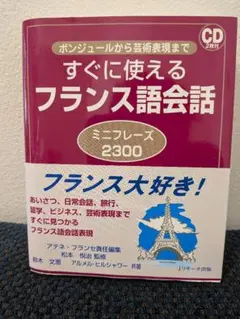 ボンジュールから芸術表現まで
CD
2枚付
すぐに使える
フランス語会話
ミニフレーズ
2300
フランス大好き!
あいさつ、日常会話、旅行、
留学、ビジネス、芸術表現まで
すぐに見つかる
フランス語会話表現
アテネ・フランセ責任編集
松本 悦治 監修
鈴木 文恵 アルメル・ヒルシャワー 共著
Jリサーチ出版